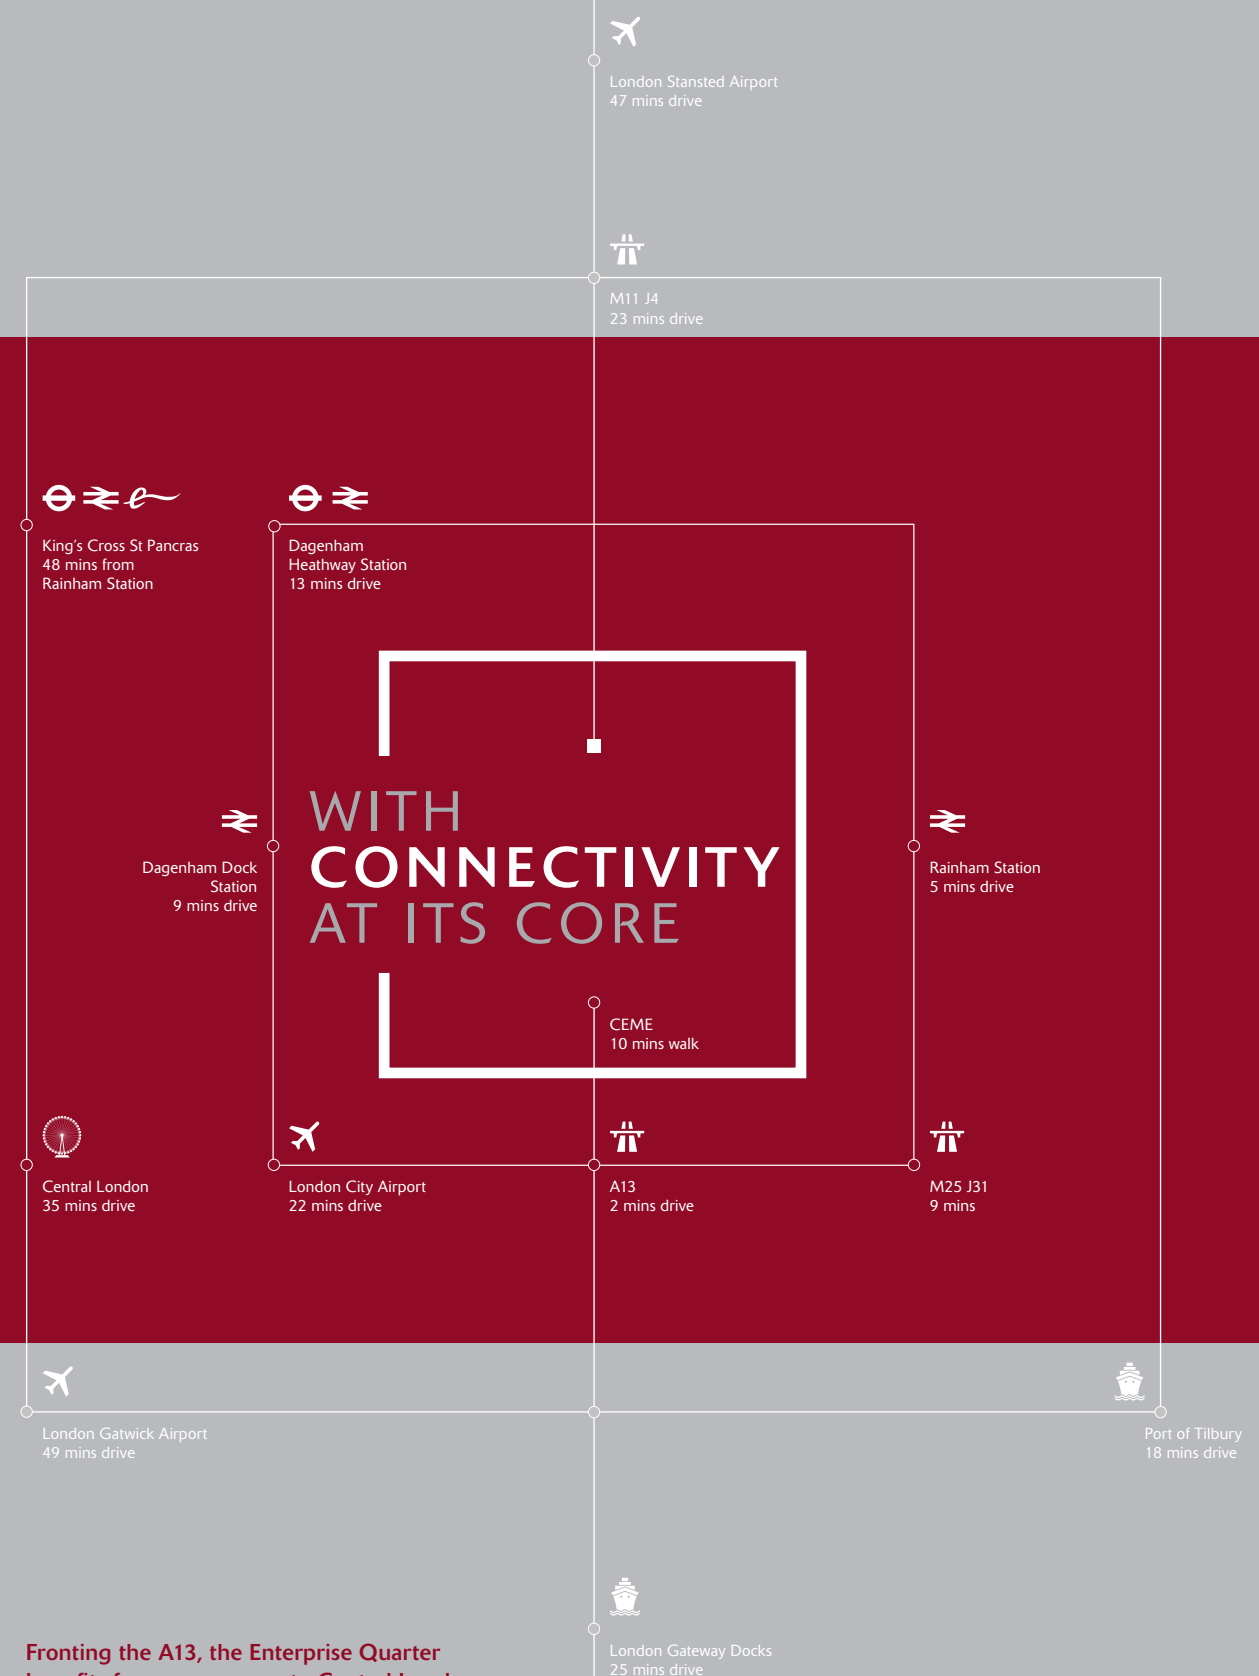 London Stansted Airport
47 mins drive
M11 J4
23 mins drive
King's Cross St Pancras
48 mins from
Rainham Station
Dagenham
Heathway Station
13 mins drive
WITH
CONNECTIVITY
AT ITS CORE
Dagenham Dock
Station
9 mins drive
Rainham Station
5 mins drive
CEME
10 mins walk
Central London
35 mins drive
London City Airport
22 mins drive
A13
2 mins drive
M25 J31
9 mins
London Gatwick Airport
49 mins drive
Port of Tilbury
18 mins drive
London Gateway Docks
25 mins drive
Fronting the A13, the Enterprise Quarter